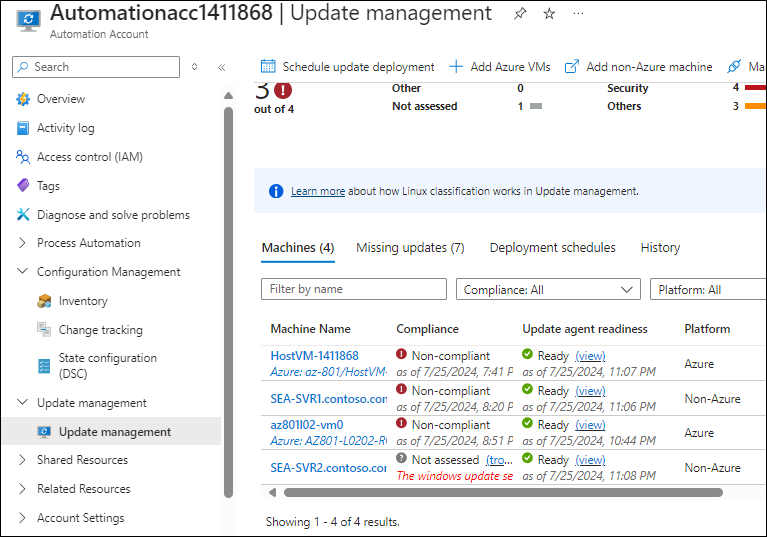 Automationacc1411868 | Update management
Automation Account
Search
Schedule update deployment
Add Azure VMs
Add non-Azure machine
Ma
Overview
Activity log
Access control (IAM)
Tags
Diagnose and solve problems
Process Automation
Configuration Management
Inventory
Change tracking
State configuration
(DSC)
Update management
Update management
Shared Resources
Related Resources
Account Settings
3
out of 4
Other 0
Not assessed 1
Security 4
Others 3
Learn more about how Linux classification works in Update management.
Machines (4) Missing updates (7) Deployment schedules History
Filter by name Compliance: All Platform: All
Machine Name Compliance Update agent readiness Platform
HostVM-1411868 Non-compliant Ready (view) Azure
Azure: az-801/HostVM- as of 7/25/2024, 7:41 P as of 7/25/2024, 11:07 PM
SEA-SVR1.contoso.con Non-compliant Ready (view) Non-Azure
as of 7/25/2024, 8:20 P as of 7/25/2024, 11:06 PM
az801l02-vm0 Non-compliant Ready (view) Azure
Azure: AZ801-L0202-RG as of 7/25/2024, 8:51 P as of 7/25/2024, 10:44 PM
SEA-SVR2.contoso.con Not assessed (tro... Ready (view) Non-Azure
The windows update se as of 7/25/2024, 11:08 PM
Showing 1 - 4 of 4 results.